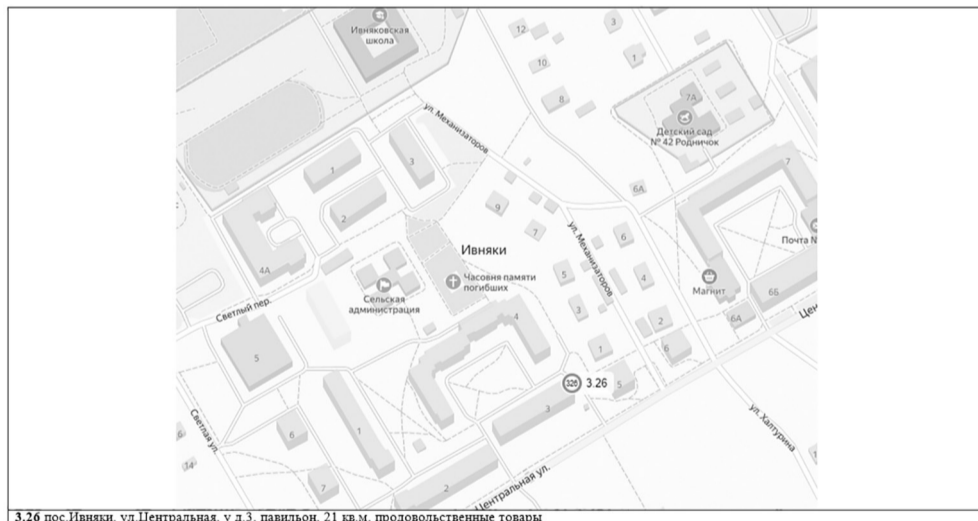 Ивняковская
школа
12
3
10
1
8
ул. Механизаторов
7А
Детский сад
№ 42 Родничок
1
3
7
6А
2
9
Ивняки
7
ул. Механизаторов
6
Почта №
4А
Часовня памяти
погибших
5
4
Магнит
Сельская
администрация
Светлый пер.
3
6Б
4
2
6А
5
1
6
326
3.26
5
3
6
1
Светлая ул.
ул. Халтурина
14
7
2
Центральная ул.
3.26 пос.Ивняки, ул.Центральная, у д.3, павильон, 21 кв.м, продовольственные товары